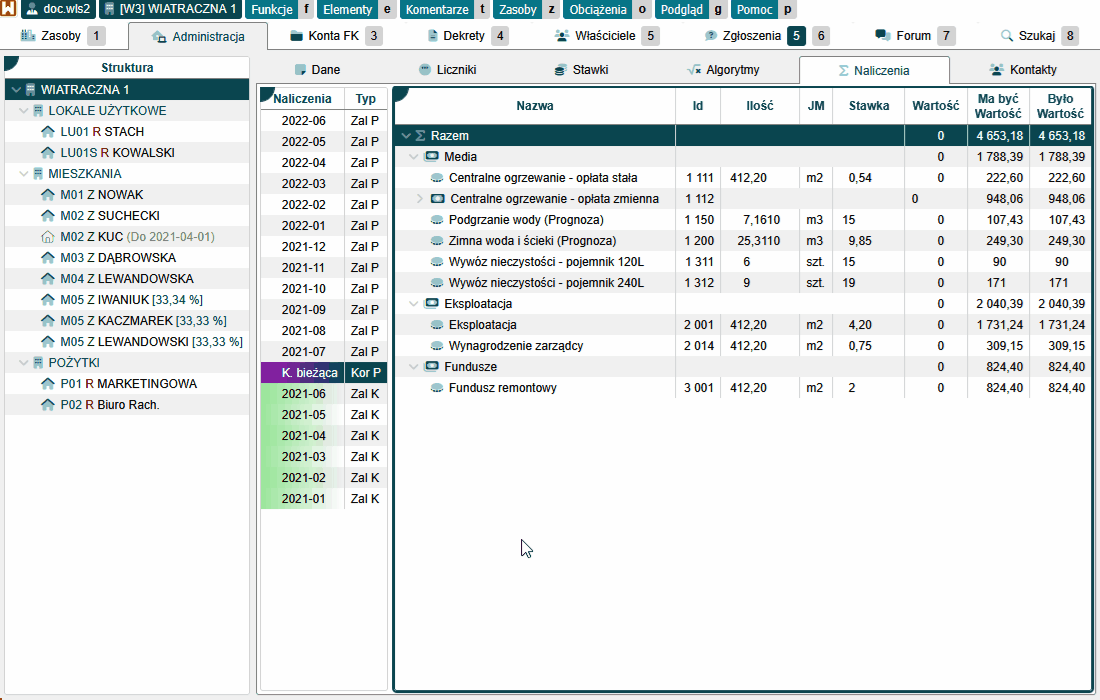 doc.wls2 [W3] WIATRACZNA 1 Funkcje f Elementy e Komentarze t Zasoby z Obciążenia o Podgląd g Pomoc p
Zasoby 1 Administracja Konta FK 3 Dekrety 4 Właściciele 5 Zgłoszenia 5 6 Forum 7 Szukaj 8
Struktura
WIATRACZNA 1
LOKALE UŻYTKOWE
LU01 R STACH
LU01S R KOWALSKI
MIESZKANIA
M01 Z NOWAK
M02 Z SUCHECKI
M02 Z KUC (Do 2021-04-01)
M03 Z DĄBROWSKA
M04 Z LEWANDOWSKA
M05 Z IWANIUK [33,34 %]
M05 Z KACZMAREK [33,33 %]
M05 Z LEWANDOWSKI [33,33 %]
POŻYTKI
P01 R MARKETINGOWA
P02 R Biuro Rach.
Dane Liczniki Stawki Algorytmy Naliczenia Kontakty
Naliczenia Typ
2022-06 Zal P
2022-05 Zal P
2022-04 Zal P
2022-03 Zal P
2022-02 Zal P
2022-01 Zal P
2021-12 Zal P
2021-11 Zal P
2021-10 Zal P
2021-09 Zal P
2021-08 Zal P
2021-07 Zal P
K. bieżąca Kor P
2021-06 Zal K
2021-05 Zal K
2021-04 Zal K
2021-03 Zal K
2021-02 Zal K
2021-01 Zal K
Nazwa Id Ilość JM Stawka Wartość Ma być Wartość Było Wartość
Σ Razem 0 4 653,18 4 653,18
Media 0 1 788,39 1 788,39
Centralne ogrzewanie - opłata stała 1 111 412,20 m2 0,54 0 222,60 222,60
Centralne ogrzewanie - opłata zmienna 1 112 0 948,06 948,06
Podgrzanie wody (Prognoza) 1 150 7,1610 m3 15 0 107,43 107,43
Zimna woda i ścieki (Prognoza) 1 200 25,3110 m3 9,85 0 249,30 249,30
Wywóz nieczystości - pojemnik 120L 1 311 6 szt. 15 0 90 90
Wywóz nieczystości - pojemnik 240L 1 312 9 szt. 19 0 171 171
Eksploatacja 0 2 040,39 2 040,39
Eksploatacja 2 001 412,20 m2 4,20 0 1 731,24 1 731,24
Wynagrodzenie zarządcy 2 014 412,20 m2 0,75 0 309,15 309,15
Fundusze 0 824,40 824,40
Fundusz remontowy 3 001 412,20 m2 2 0 824,40 824,40